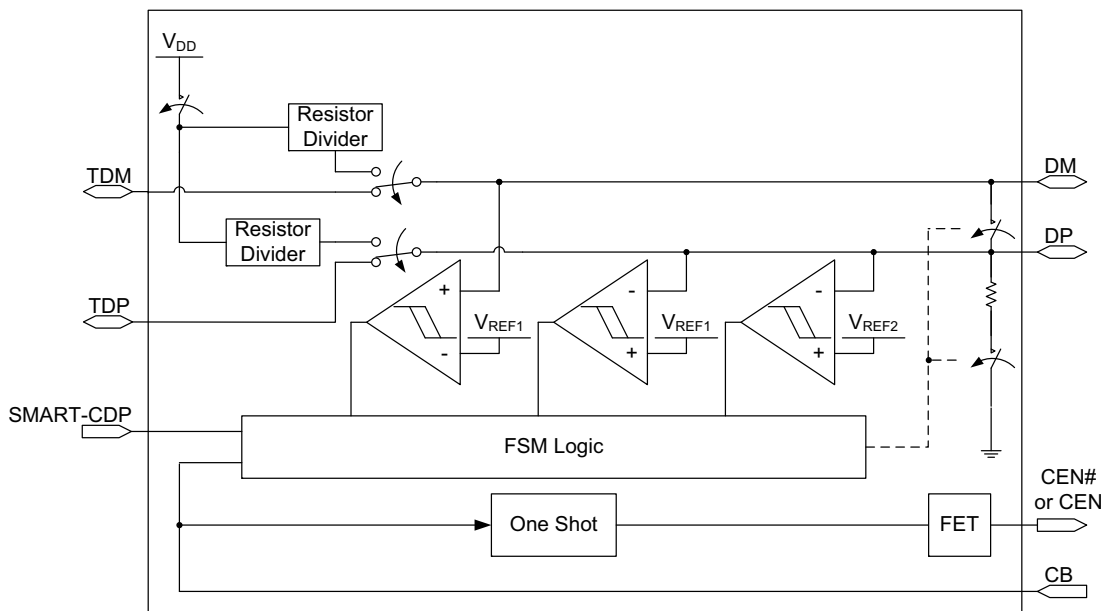 VDD
Resistor
Divider
TDM
DM
Resistor
Divider
DP
TDP
+
-
-
+
-
+
VREF1
VREF1
VREF2
SMART-CDP
FSM Logic
CEN#
or CEN
One Shot
FET
CB